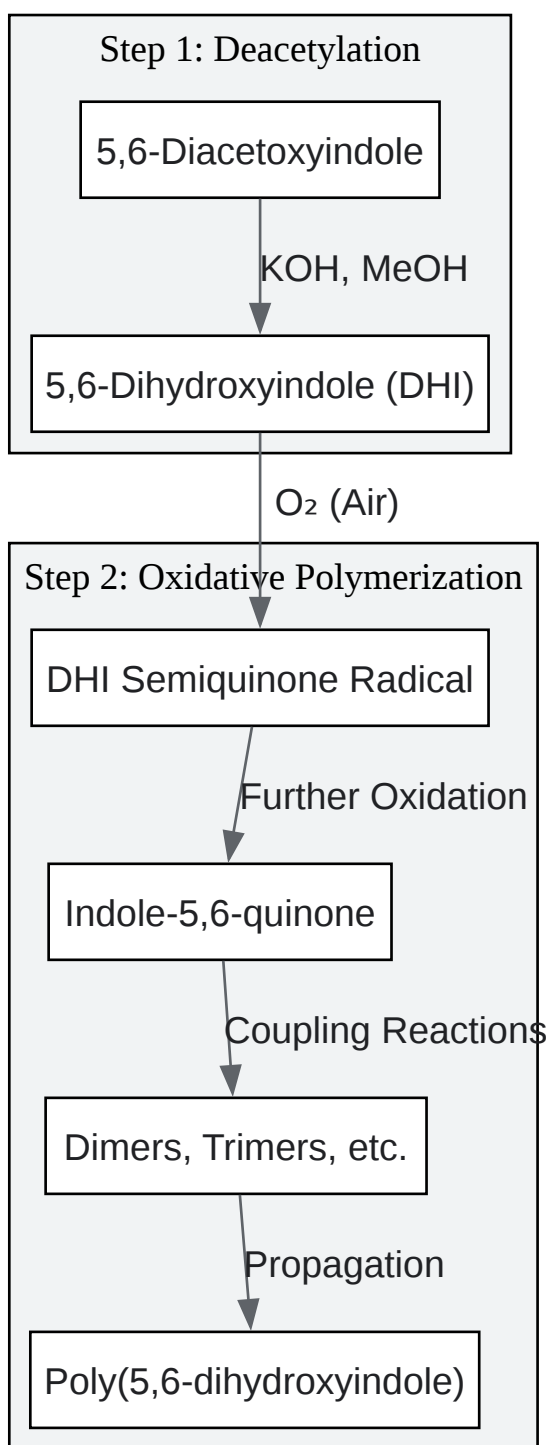 Step 1: Deacetylation
5,6-Diacetoxyindole
KOH, MeOH
5,6-Dihydroxyindole (DHI)
O₂ (Air)
Step 2: Oxidative Polymerization
DHI Semiquinone Radical
Further Oxidation
Indole-5,6-quinone
Coupling Reactions
Dimers, Trimers, etc.
Propagation
Poly(5,6-dihydroxyindole)